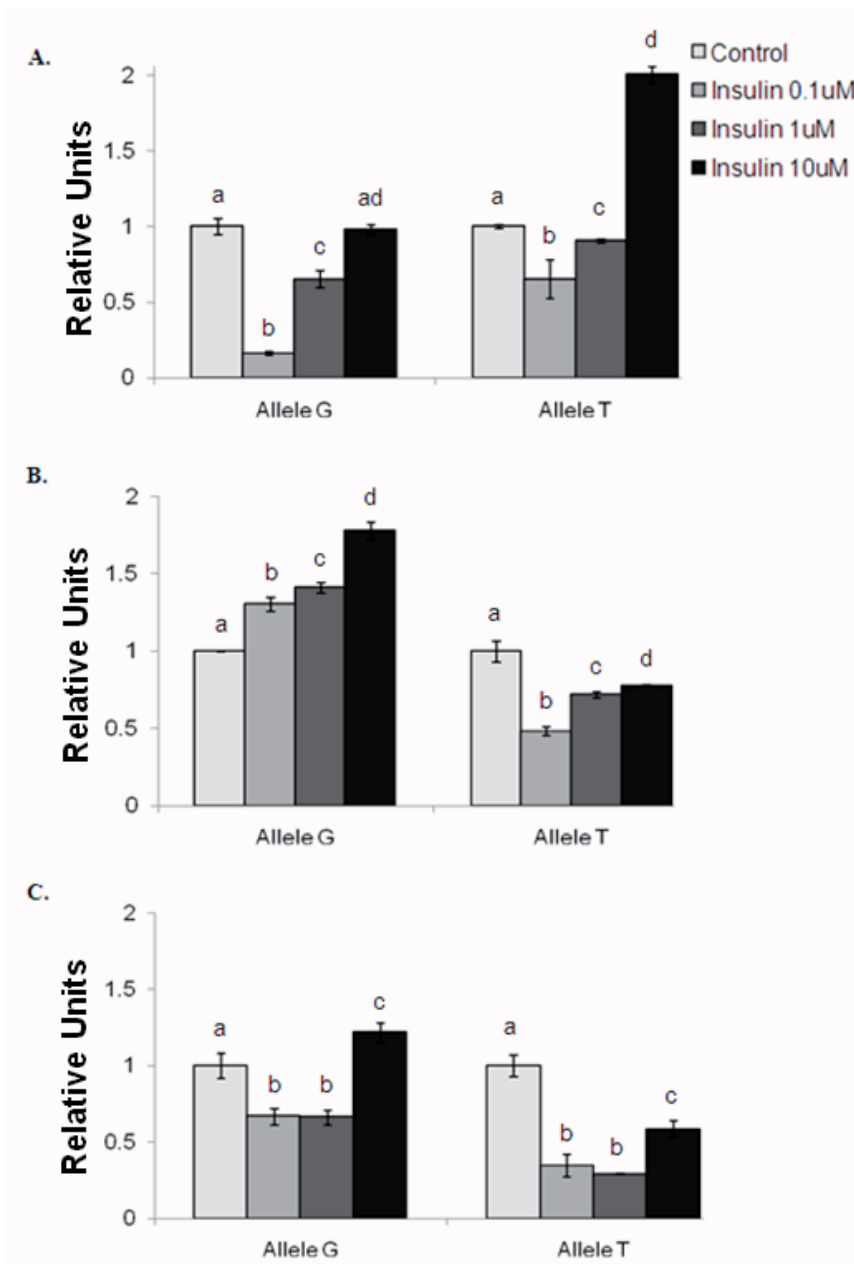 A.
Relative Units
2
1.5
1
0.5
0
a
b
c
ad
a
b
c
d
Allele G
Allele T
Control
Insulin 0.1uM
Insulin 1uM
Insulin 10uM
B.
Relative Units
2
1.5
1
0.5
0
a
b
c
d
a
b
c
d
Allele G
Allele T
C.
Relative Units
2
1.5
1
0.5
0
a
b
b
c
a
b
b
c
Allele G
Allele T